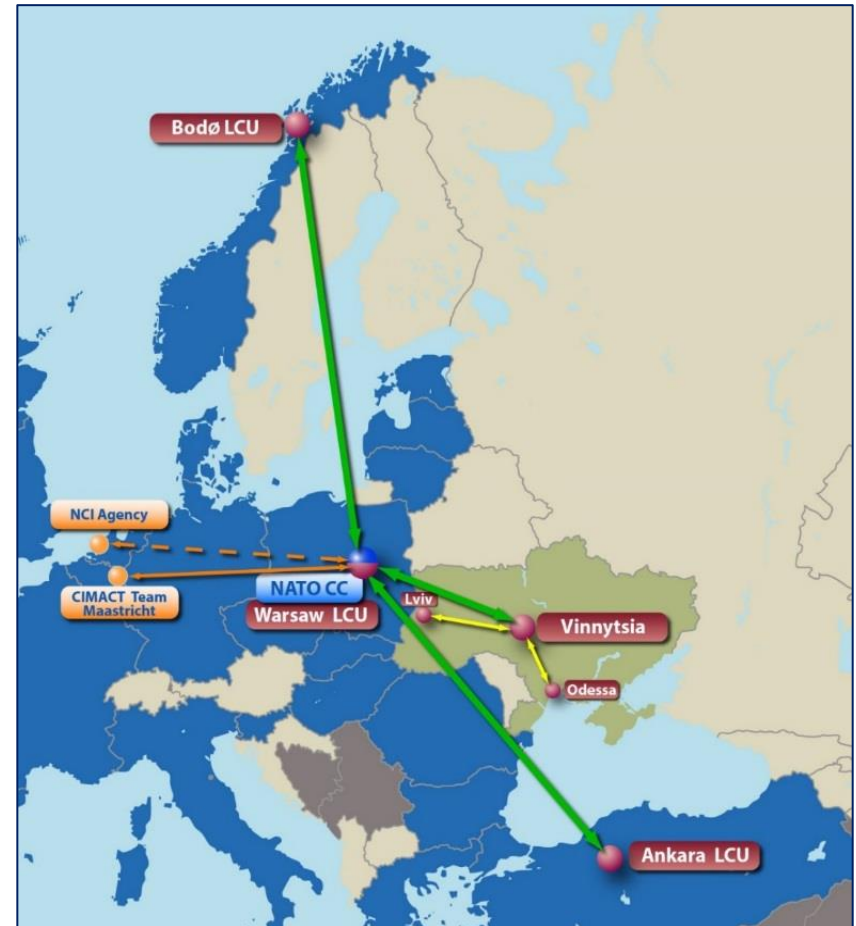 Bodø LCU
NCI Agency
CIMACT Team
Maastricht
NATO CC
Warsaw LCU
Lviv
Vinnytsia
Odessa
Ankara LCU